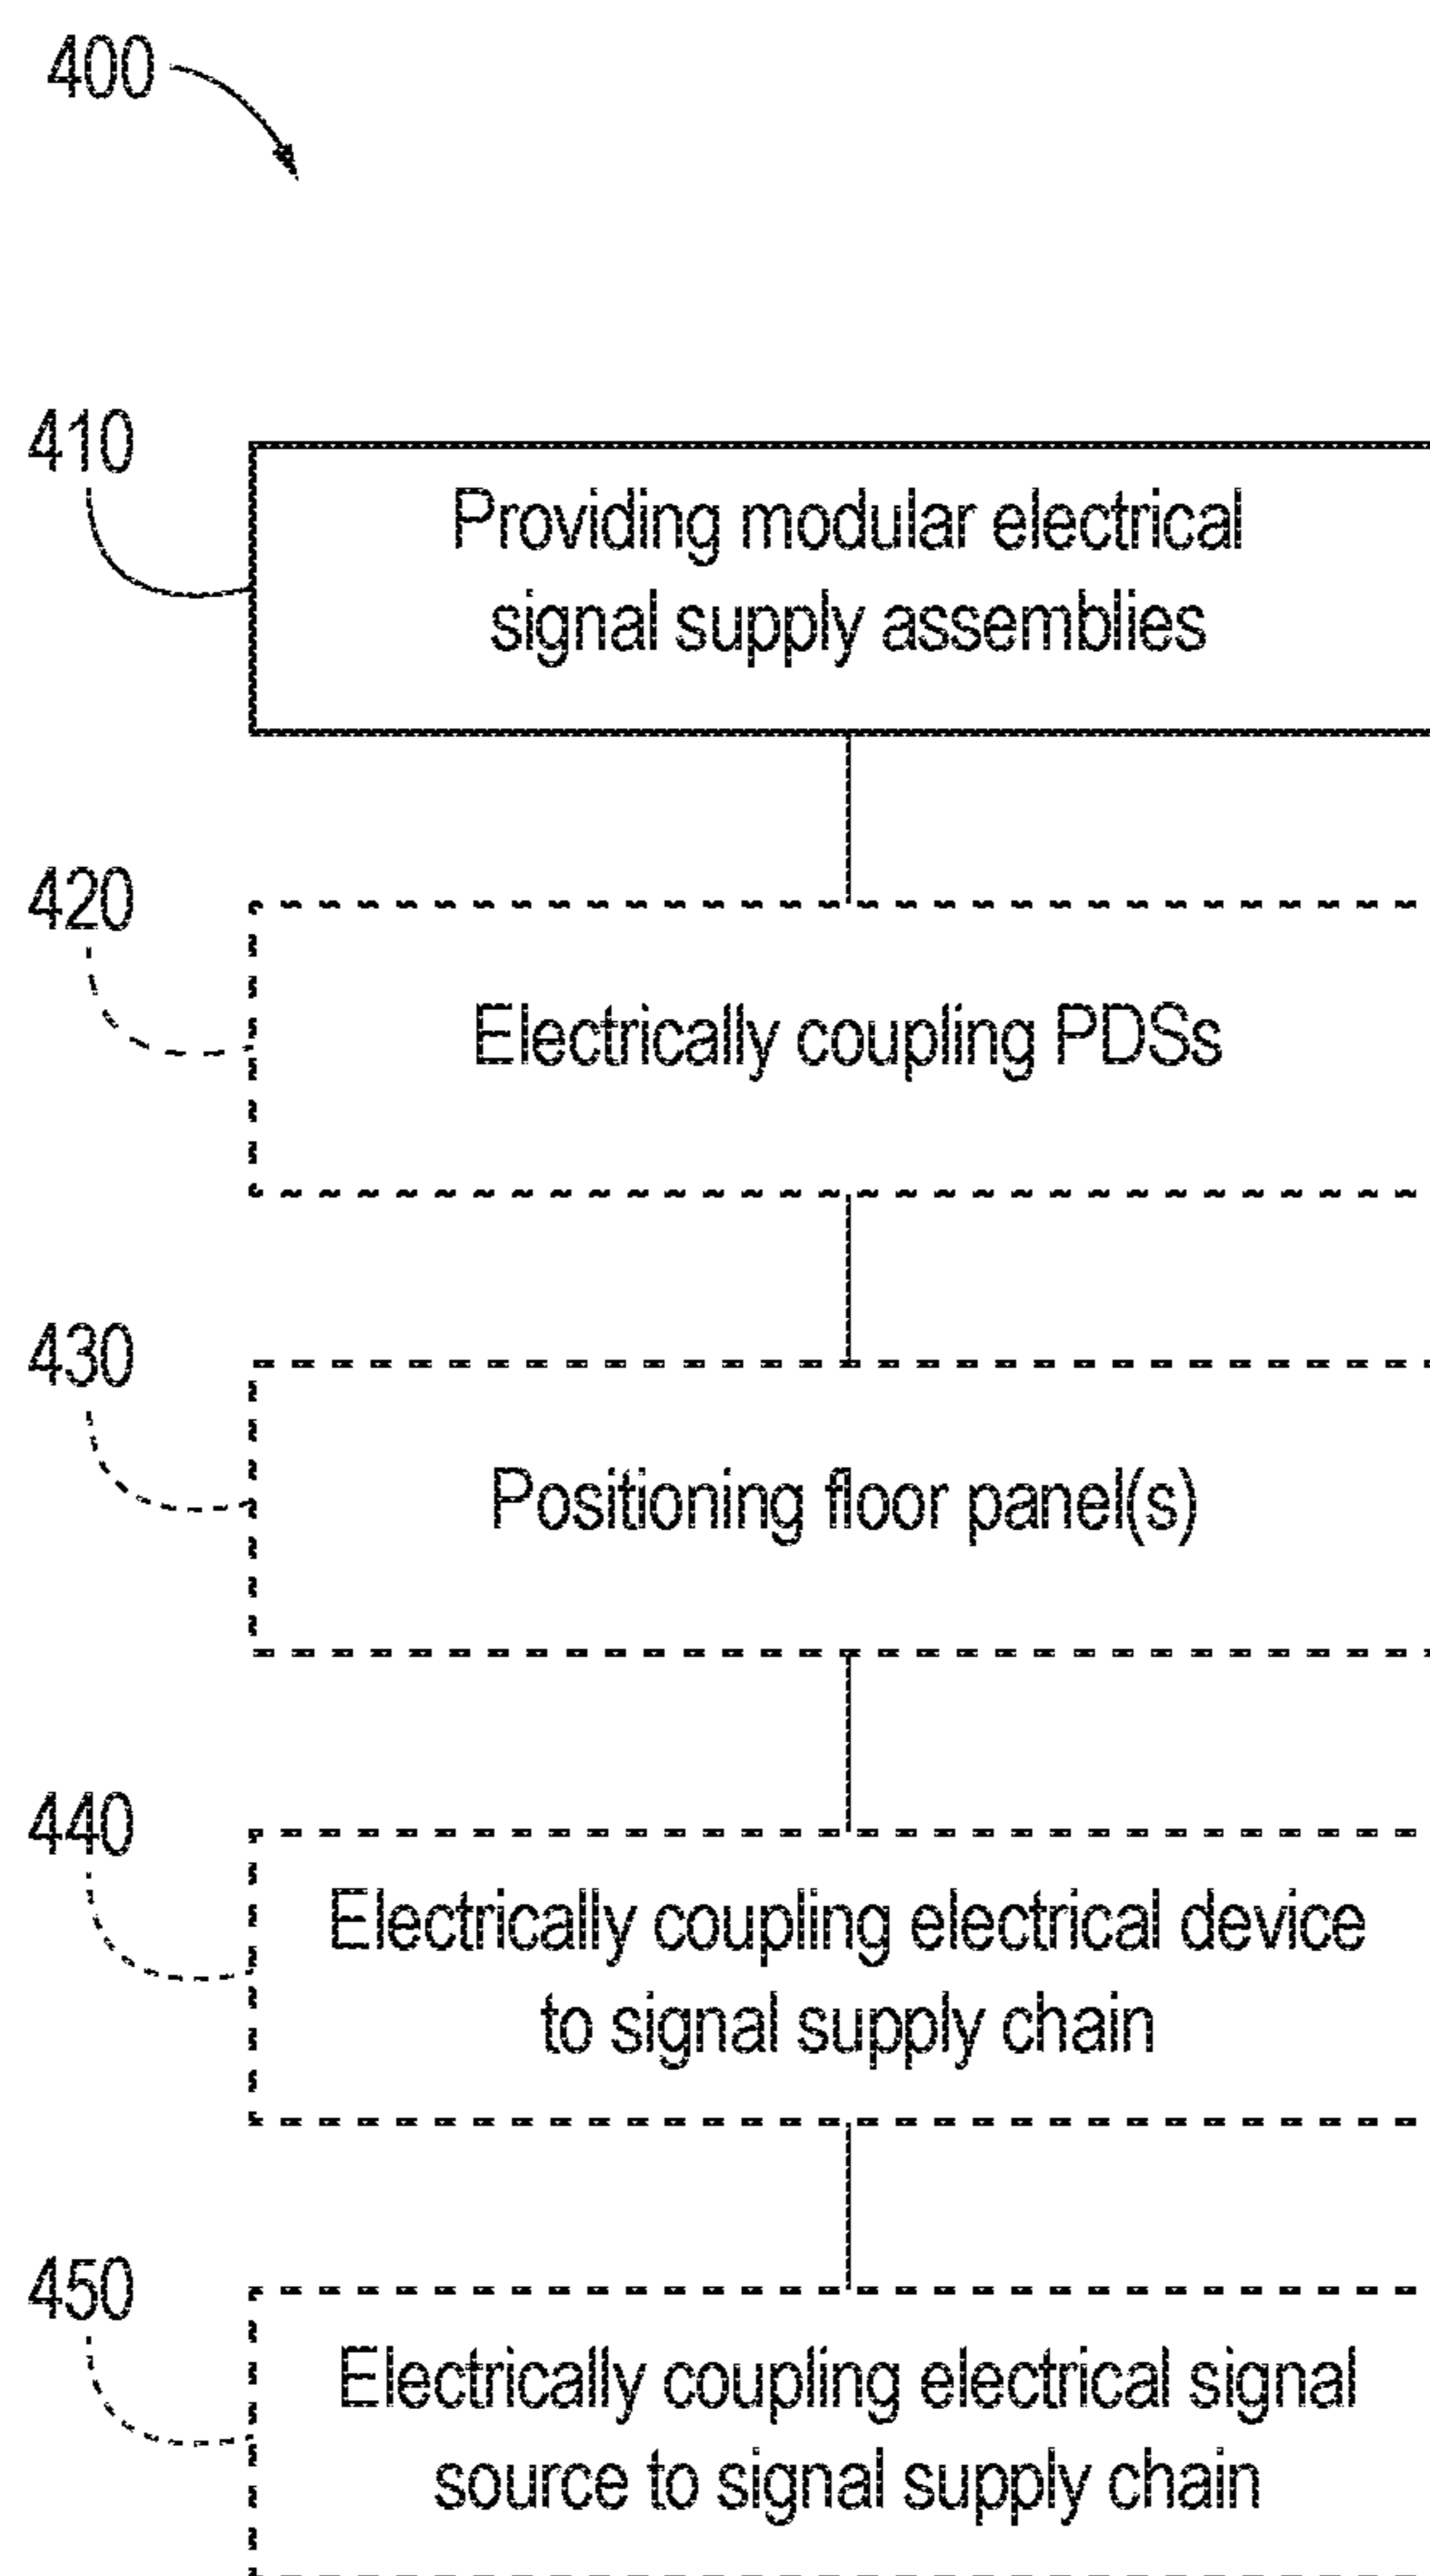 400
410
Providing modular electrical
signal supply assemblies
420
Electrically coupling PDSs
430
Positioning floor panel(s)
440
Electrically coupling electrical device
to signal supply chain
450
Electrically coupling electrical signal
source to signal supply chain